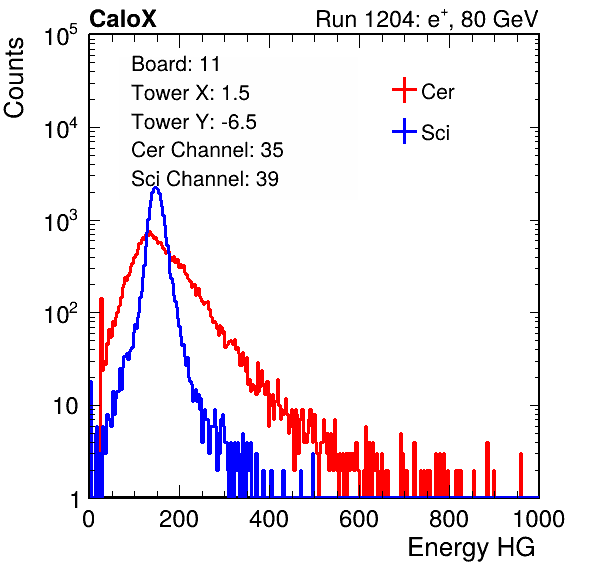 CaloX Run 1204: e⁺, 80 GeV
Counts
10⁵
10⁴
10³
10²
10
1
Board: 11
Tower X: 1.5
Tower Y: -6.5
Cer Channel: 35
Sci Channel: 39
Cer
Sci
0 200 400 600 800 1000
Energy HG